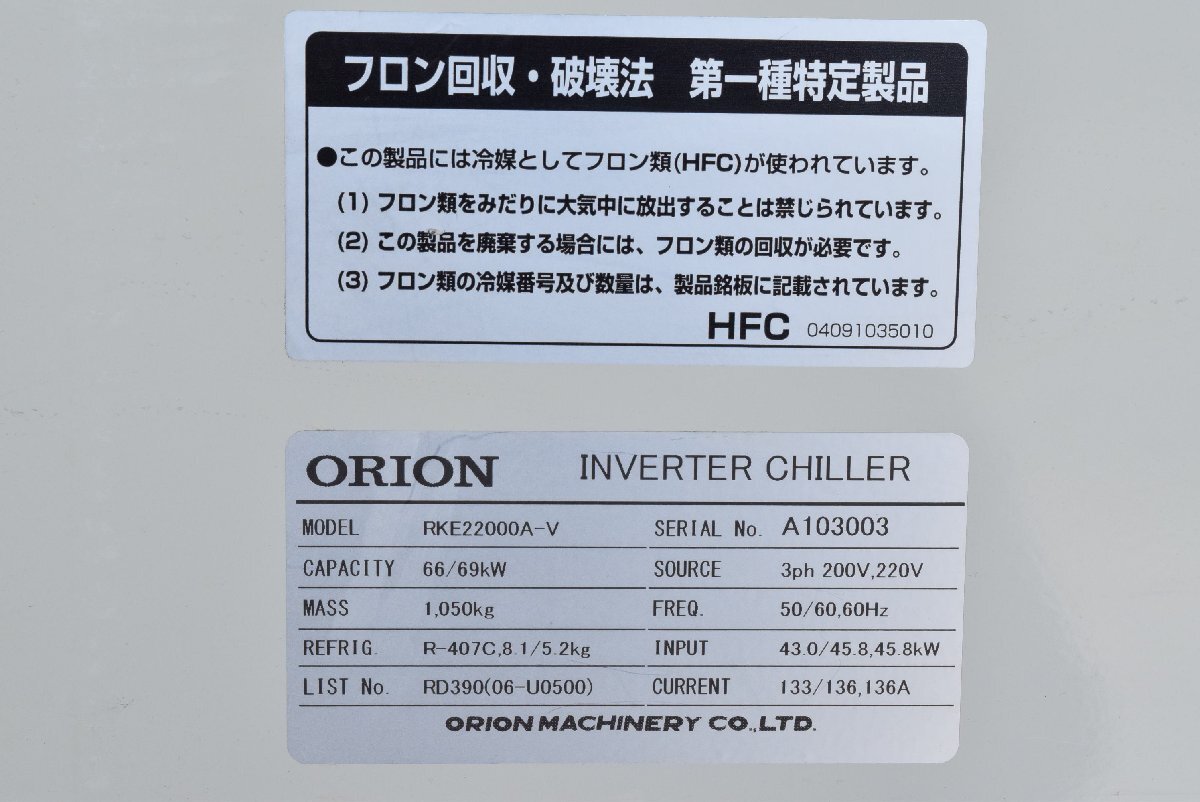 フロン回収・破壊法 第一種特定製品
●この製品には冷媒としてフロン類(HFC)が使われています。
(1) フロン類をみだりに大気中に放出することは禁じられています。
(2) この製品を廃棄する場合には、フロン類の回収が必要です。
(3) フロン類の冷媒番号及び数量は、製品銘板に記載されています。
HFC 04091035010
ORION INVERTER CHILLER
MODEL RKE22000A-V SERIAL No. A103003
CAPACITY 66/69kW SOURCE 3ph 200V,220V
MASS 1,050kg FREQ. 50/60,60Hz
REFRIG. R-407C,8.1/5.2kg INPUT 43.0/45.8,45.8kW
LIST No. RD390(06-U0500) CURRENT 133/136,136A
ORION MACHINERY CO.,LTD.